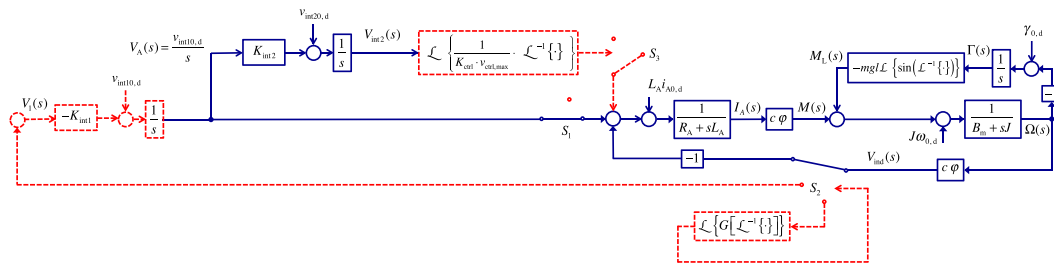 v_int20, d
V_A(s) = v_int10, d / s
K_int2
1/s
V_int2(s)
ℒ { 1 / (K_ctrl · v_ctrl,max) · ℒ⁻¹{·} }
S_3
γ_0, d
M_L(s)
−mglℒ {sin(ℒ⁻¹{·})}
Γ(s)
1/s
−
v_int10, d
V_1(s)
−K_int1
1/s
S_1
L_A i_A0, d
1 / (R_A + sL_A)
I_A(s)
c φ
M(s)
Jω_0, d
1 / (B_m + sJ)
Ω(s)
−1
V_ind(s)
c φ
S_2
ℒ{G[ℒ⁻¹{·}]}